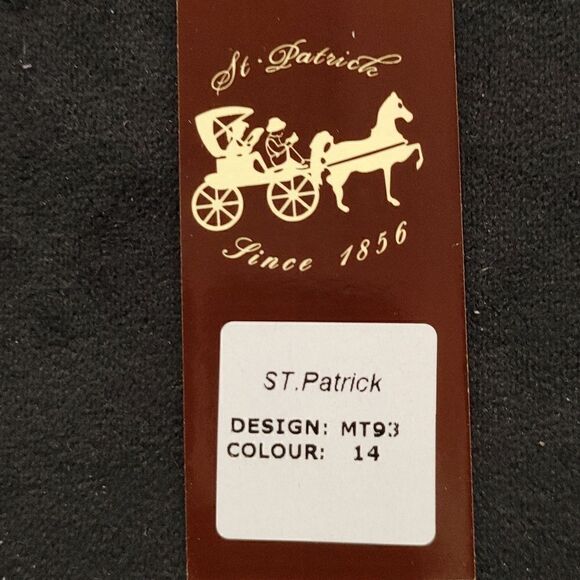 St. Patrick
Since 1856
ST.Patrick
DESIGN: MT93
COLOUR: 14